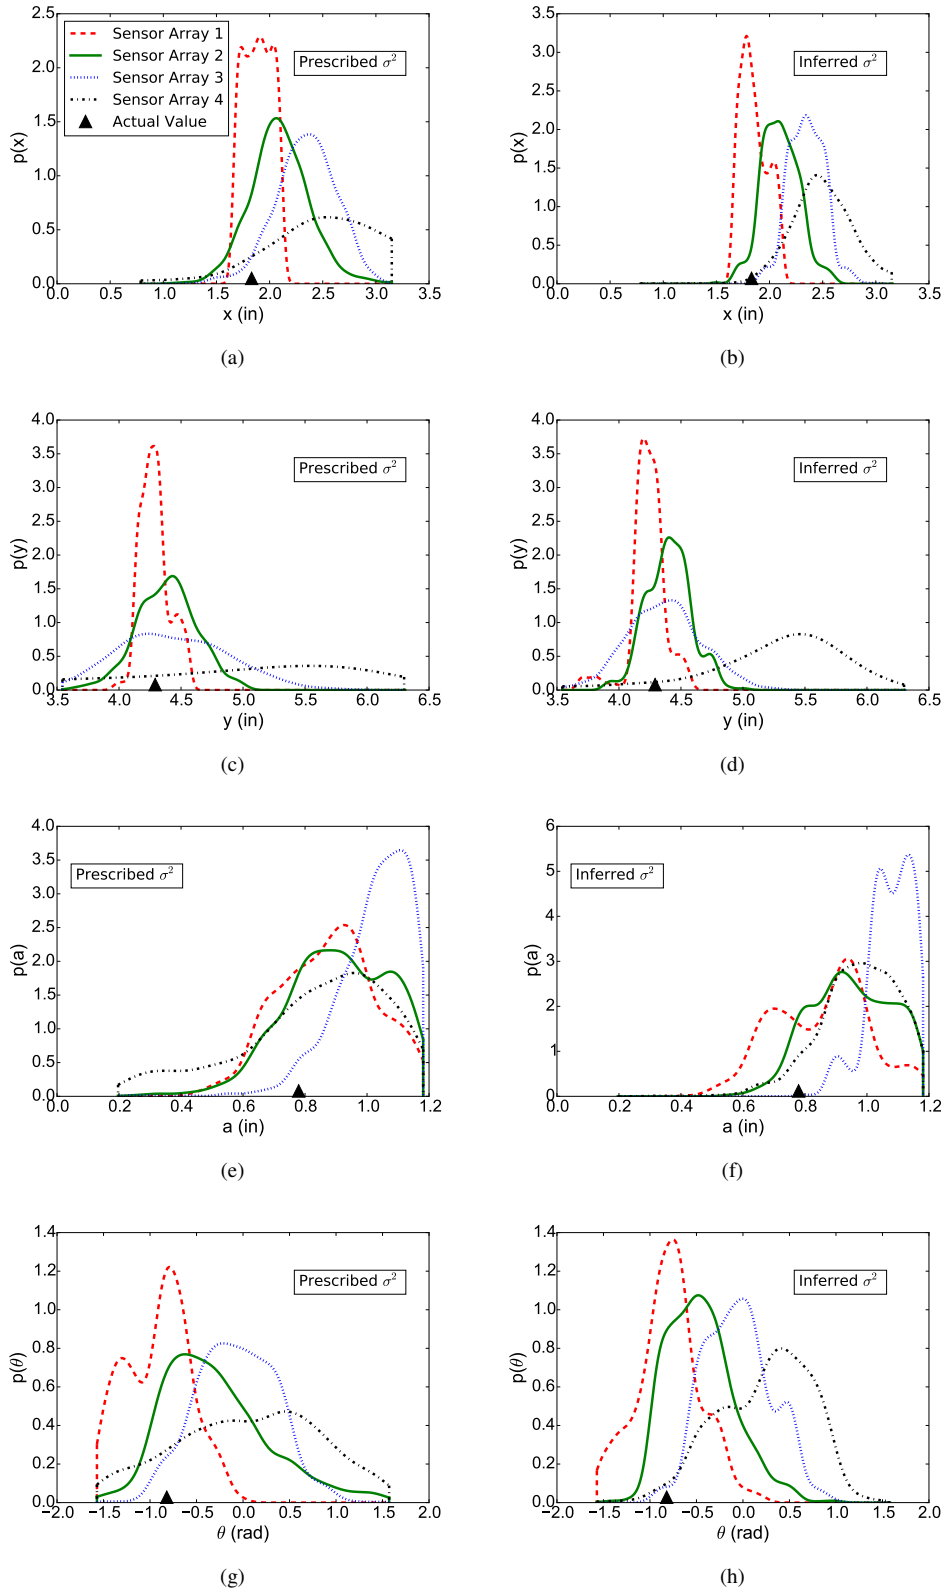 2.5
2.0
1.5
1.0
0.5
0.0
p(x)
Sensor Array 1
Sensor Array 2
Sensor Array 3
Sensor Array 4
Actual Value
Prescribed σ²
0.0 0.5 1.0 1.5 2.0 2.5 3.0 3.5
x (in)
(a)
3.5
3.0
2.5
2.0
1.5
1.0
0.5
0.0
p(x)
Inferred σ²
0.0 0.5 1.0 1.5 2.0 2.5 3.0 3.5
x (in)
(b)
4.0
3.5
3.0
2.5
2.0
1.5
1.0
0.5
0.0
p(y)
Prescribed σ²
3.5 4.0 4.5 5.0 5.5 6.0 6.5
y (in)
(c)
4.0
3.5
3.0
2.5
2.0
1.5
1.0
0.5
0.0
p(y)
Inferred σ²
3.5 4.0 4.5 5.0 5.5 6.0 6.5
y (in)
(d)
4.0
3.5
3.0
2.5
2.0
1.5
1.0
0.5
0.0
p(a)
Prescribed σ²
0.0 0.2 0.4 0.6 0.8 1.0 1.2
a (in)
(e)
6
5
4
3
2
1
0
p(a)
Inferred σ²
0.0 0.2 0.4 0.6 0.8 1.0 1.2
a (in)
(f)
1.4
1.2
1.0
0.8
0.6
0.4
0.2
0.0
p(θ)
Prescribed σ²
−2.0 −1.5 −1.0 −0.5 0.0 0.5 1.0 1.5 2.0
θ (rad)
(g)
1.4
1.2
1.0
0.8
0.6
0.4
0.2
0.0
p(θ)
Inferred σ²
−2.0 −1.5 −1.0 −0.5 0.0 0.5 1.0 1.5 2.0
θ (rad)
(h)